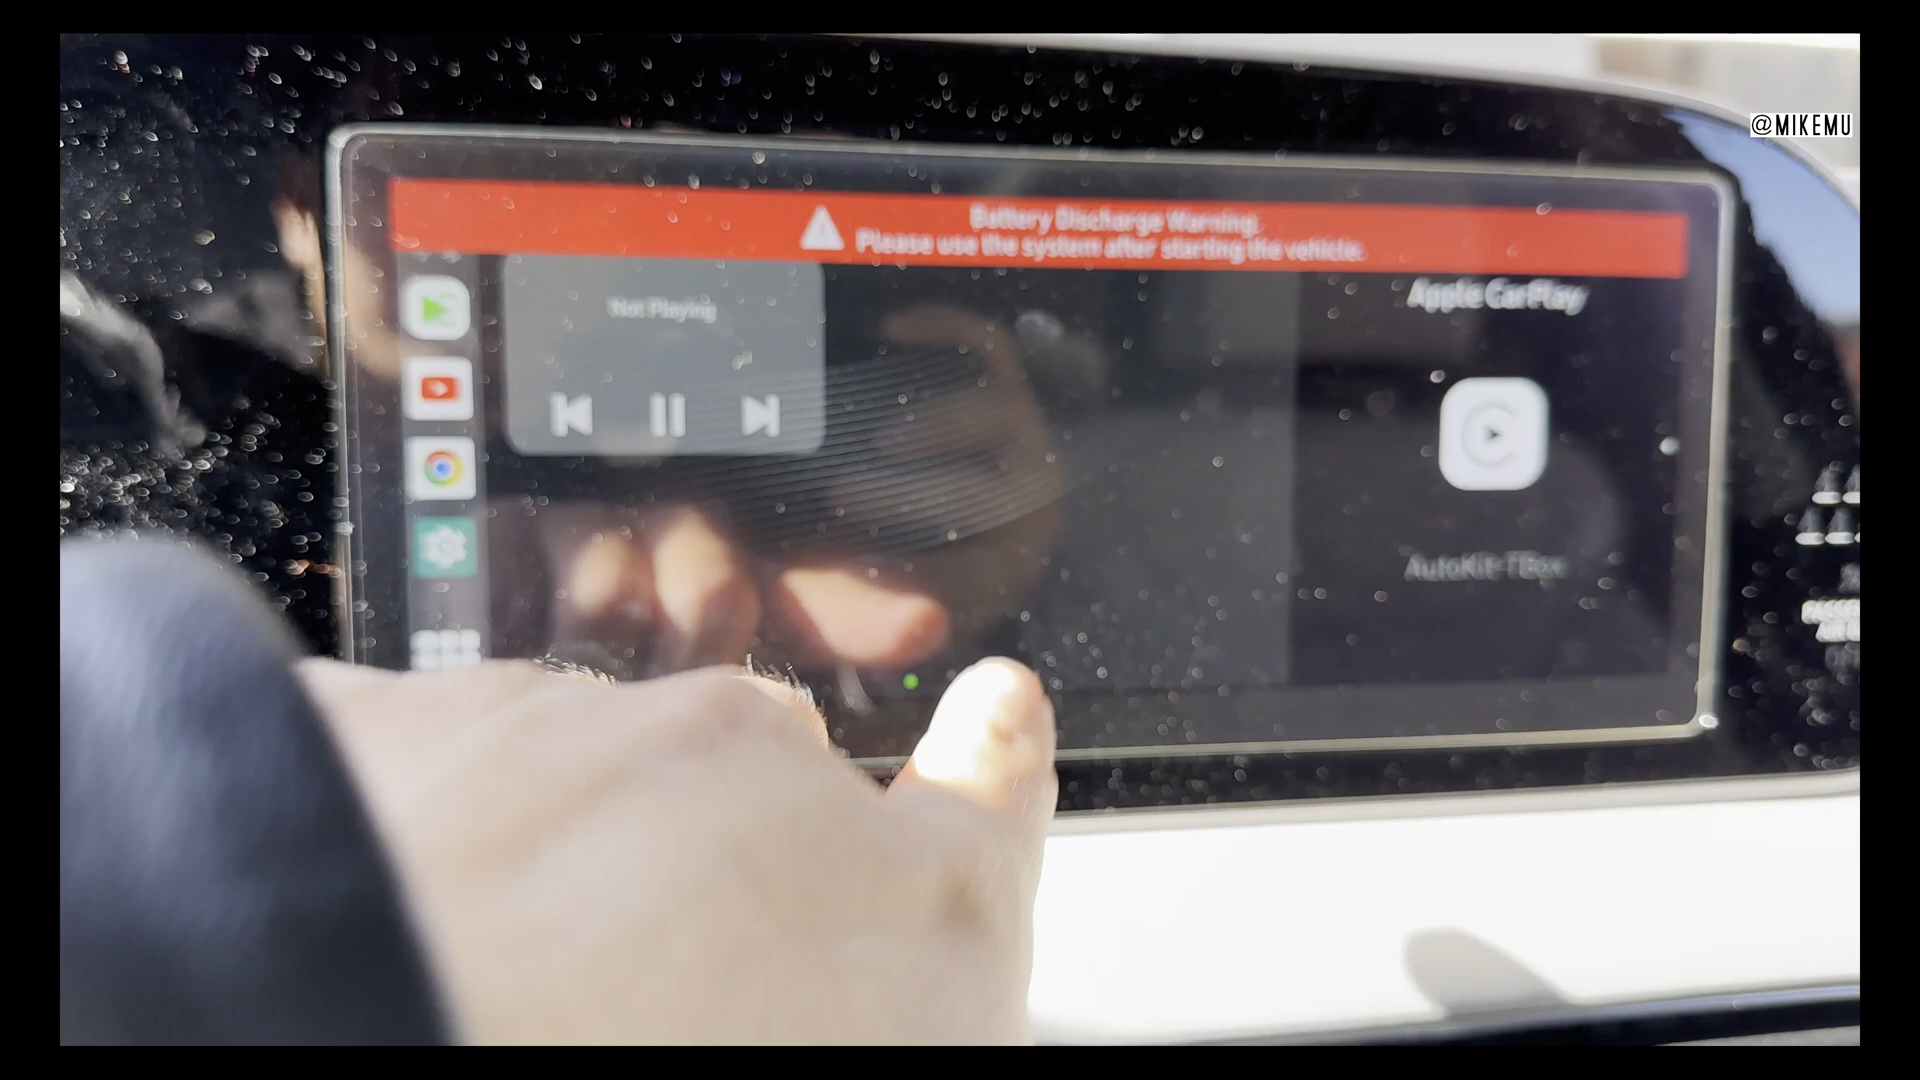 @MIKEMU
Battery Discharge Warning.
Please use the system after starting the vehicle.
Not Playing
Apple CarPlay
AutoKit-TBox